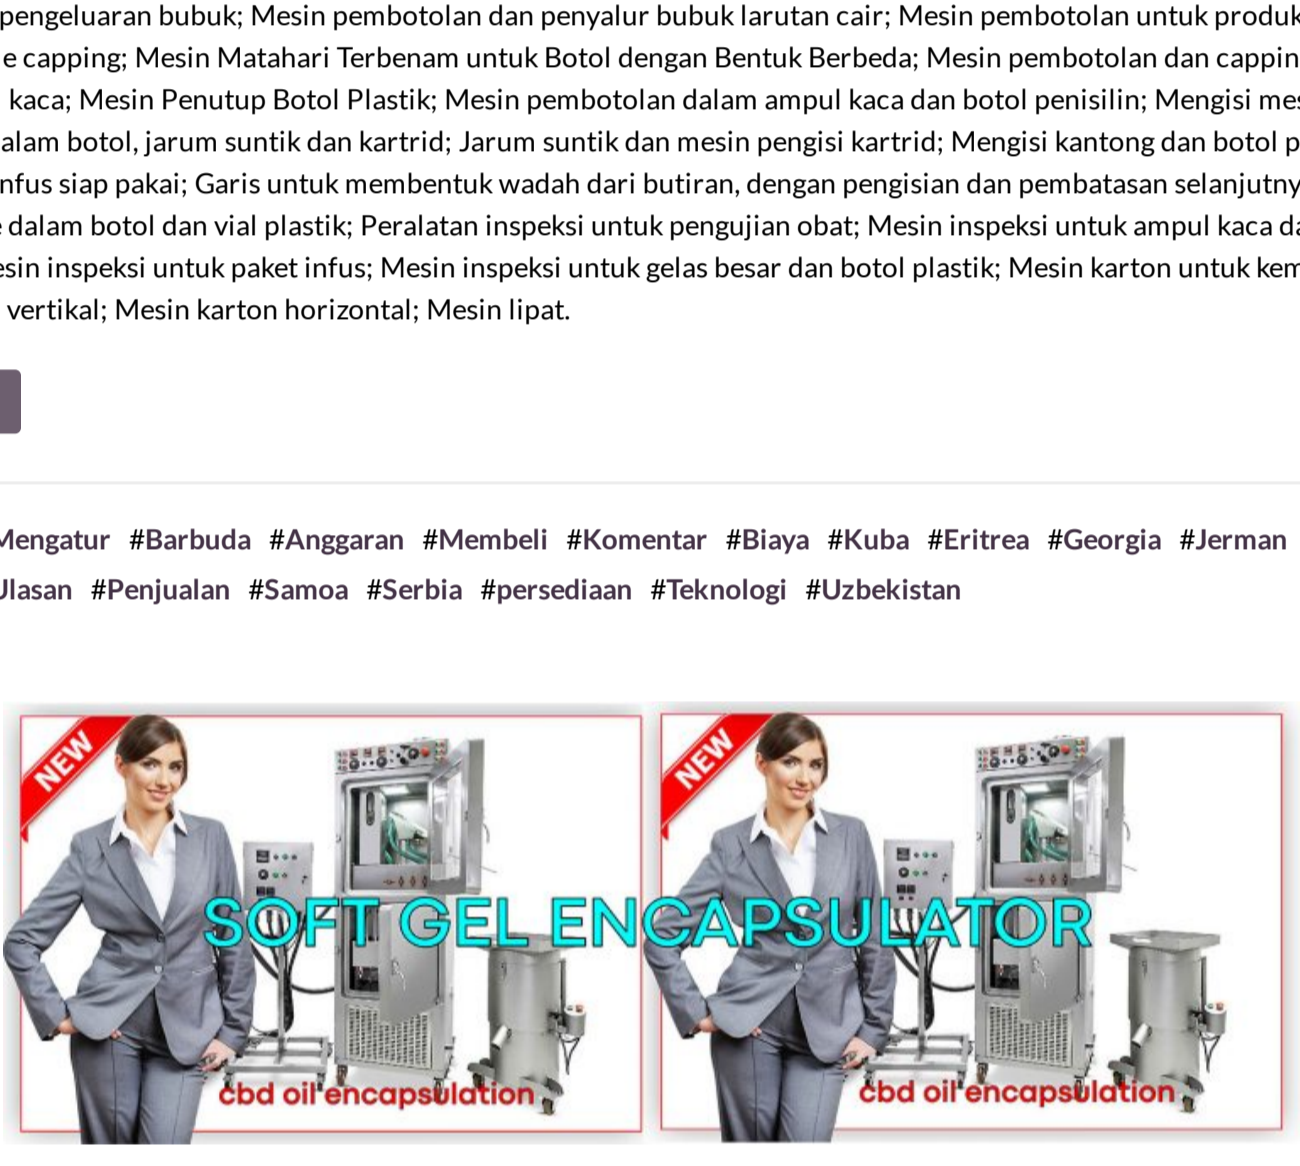 pengeluaran bubuk; Mesin pembotolan dan penyalur bubuk larutan cair; Mesin pembotolan untuk produk
e capping; Mesin Matahari Terbenam untuk Botol dengan Bentuk Berbeda; Mesin pembotolan dan cappin
kaca; Mesin Penutup Botol Plastik; Mesin pembotolan dalam ampul kaca dan botol penisilin; Mengisi mes
alam botol, jarum suntik dan kartrid; Jarum suntik dan mesin pengisi kartrid; Mengisi kantong dan botol p
nfus siap pakai; Garis untuk membentuk wadah dari butiran, dengan pengisian dan pembatasan selanjutny
dalam botol dan vial plastik; Peralatan inspeksi untuk pengujian obat; Mesin inspeksi untuk ampul kaca da
esin inspeksi untuk paket infus; Mesin inspeksi untuk gelas besar dan botol plastik; Mesin karton untuk kem
vertikal; Mesin karton horizontal; Mesin lipat.
Mengatur #Barbuda #Anggaran #Membeli #Komentar #Biaya #Kuba #Eritrea #Georgia #Jerman
Ulasan #Penjualan #Samoa #Serbia #persediaan #Teknologi #Uzbekistan
NEW NEW
SOFT GEL ENCAPSULATOR
cbd oil encapsulation cbd oil encapsulation